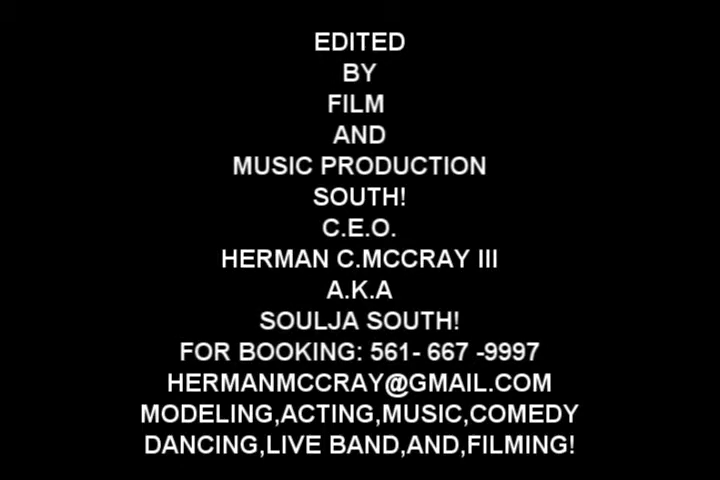 EDITED
BY
FILM
AND
MUSIC PRODUCTION
SOUTH!
C.E.O.
HERMAN C.MCCRAY III
A.K.A
SOULJA SOUTH!
FOR BOOKING: 561- 667 -9997
HERMANMCCRAY@GMAIL.COM
MODELING,ACTING,MUSIC,COMEDY
DANCING,LIVE BAND,AND,FILMING!